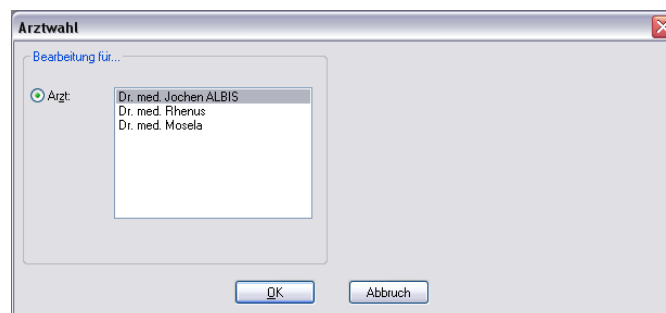 Arztwahl
Bearbeitung für...
Arzt:
Dr. med. Jochen ALBIS
Dr. med. Rhenus
Dr. med. Mosela
OK
Abbruch